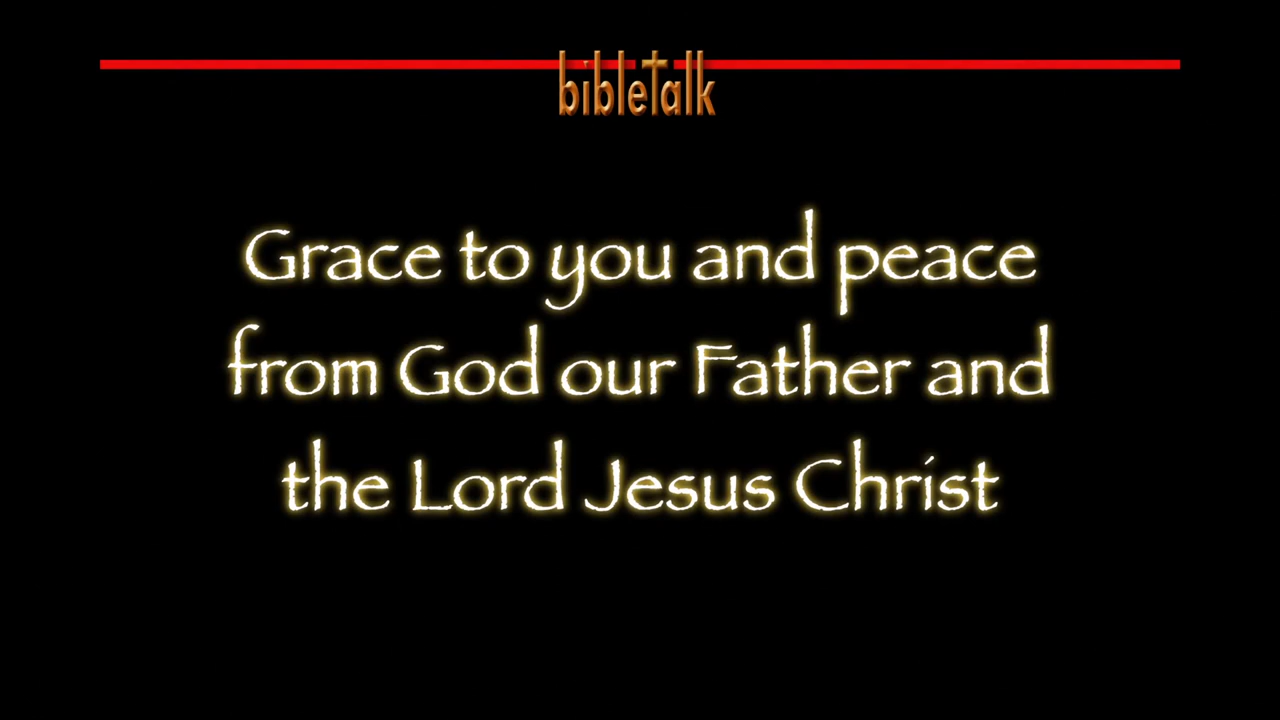 bibleTalk
Grace to you and peace
from God our Father and
the Lord Jesus Christ